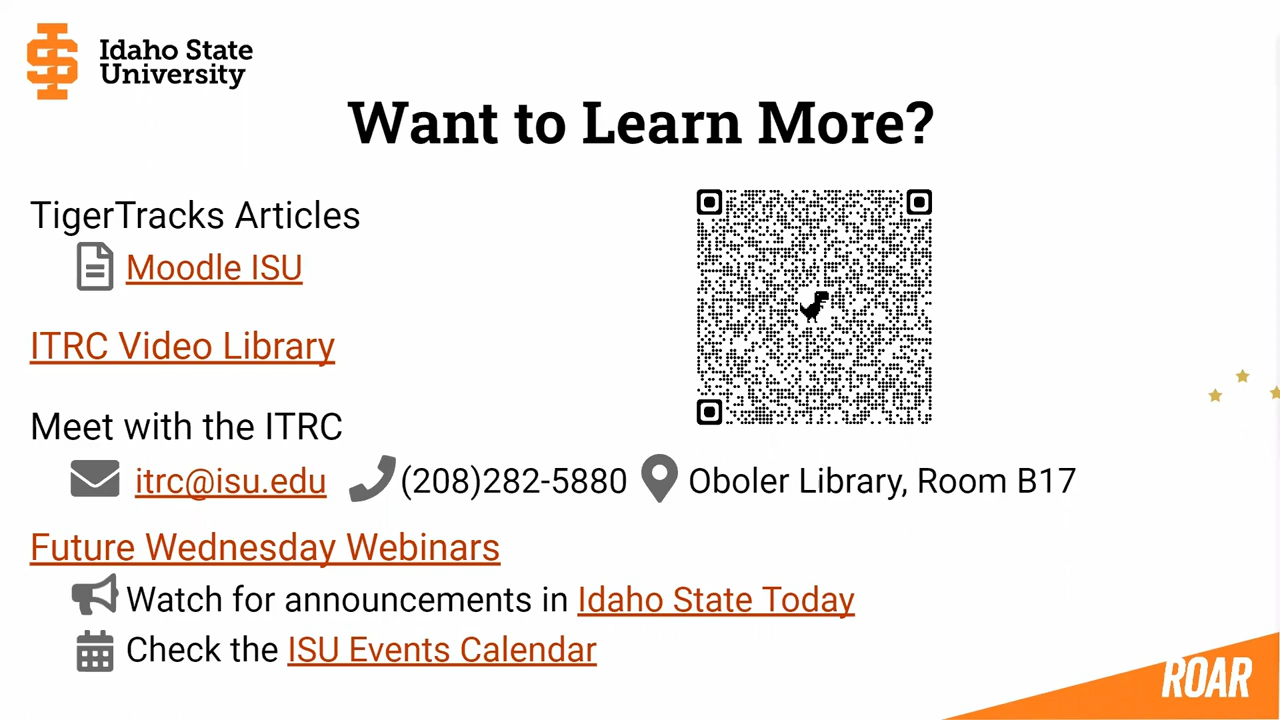 Idaho State
University
Want to Learn More?
TigerTracks Articles
Moodle ISU
ITRC Video Library
Meet with the ITRC
itrc@isu.edu (208)282-5880 Oboler Library, Room B17
Future Wednesday Webinars
Watch for announcements in Idaho State Today
Check the ISU Events Calendar
ROAR